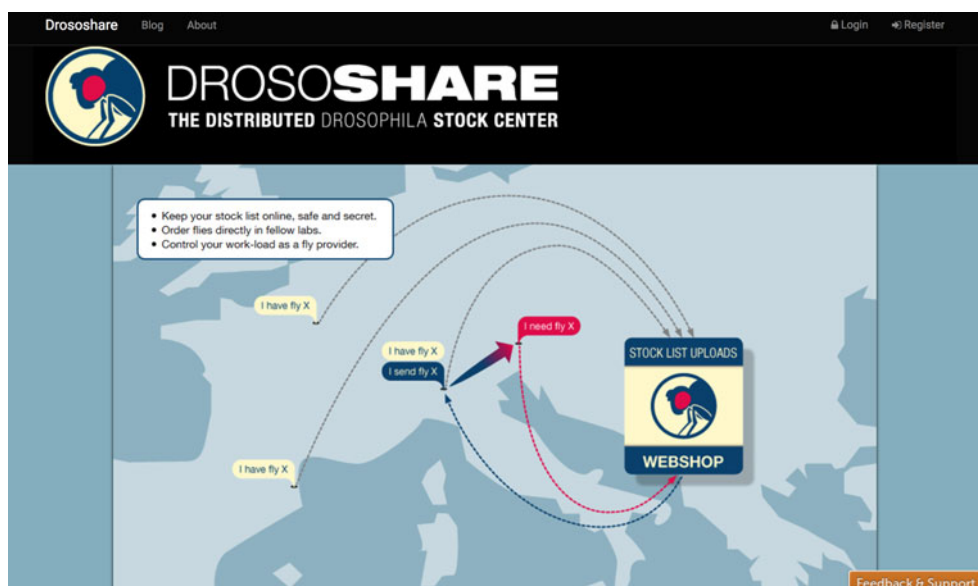 Drososhare Blog About Login Register
DROSOSHARE
THE DISTRIBUTED DROSOPHILA STOCK CENTER
• Keep your stock list online, safe and secret.
• Order flies directly in fellow labs.
• Control your work-load as a fly provider.
I have fly X
I need fly X
I have fly X
I send fly X
STOCK LIST UPLOADS
WEBSHOP
I have fly X
Feedback & Support